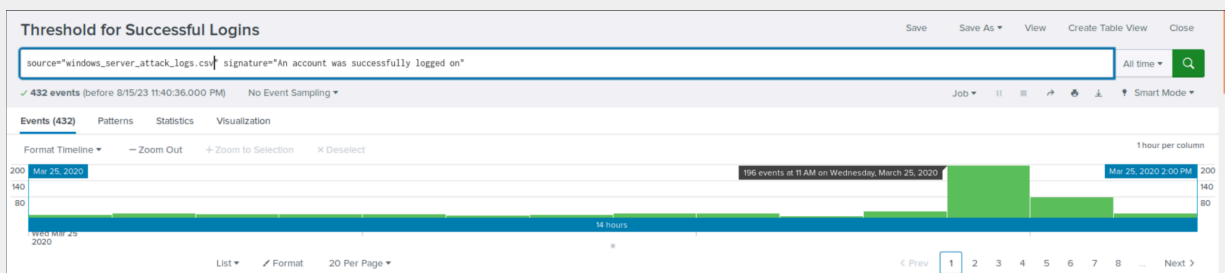 Threshold for Successful Logins Save Save As ▾ View Create Table View Close
source="windows_server_attack_logs.csv" signature="An account was successfully logged on" All time ▾
✓ 432 events (before 8/15/23 11:40:36.000 PM) No Event Sampling ▾ Job ▾ Smart Mode ▾
Events (432) Patterns Statistics Visualization
Format Timeline ▾ — Zoom Out + Zoom to Selection × Deselect 1 hour per column
200 Mar 25, 2020 196 events at 11 AM on Wednesday, March 25, 2020 Mar 25, 2020 2:00 PM 200
140 140
80 80
14 hours
Wed Mar 25
2020
List ▾ Format 20 Per Page ▾ < Prev 1 2 3 4 5 6 7 8 ... Next >